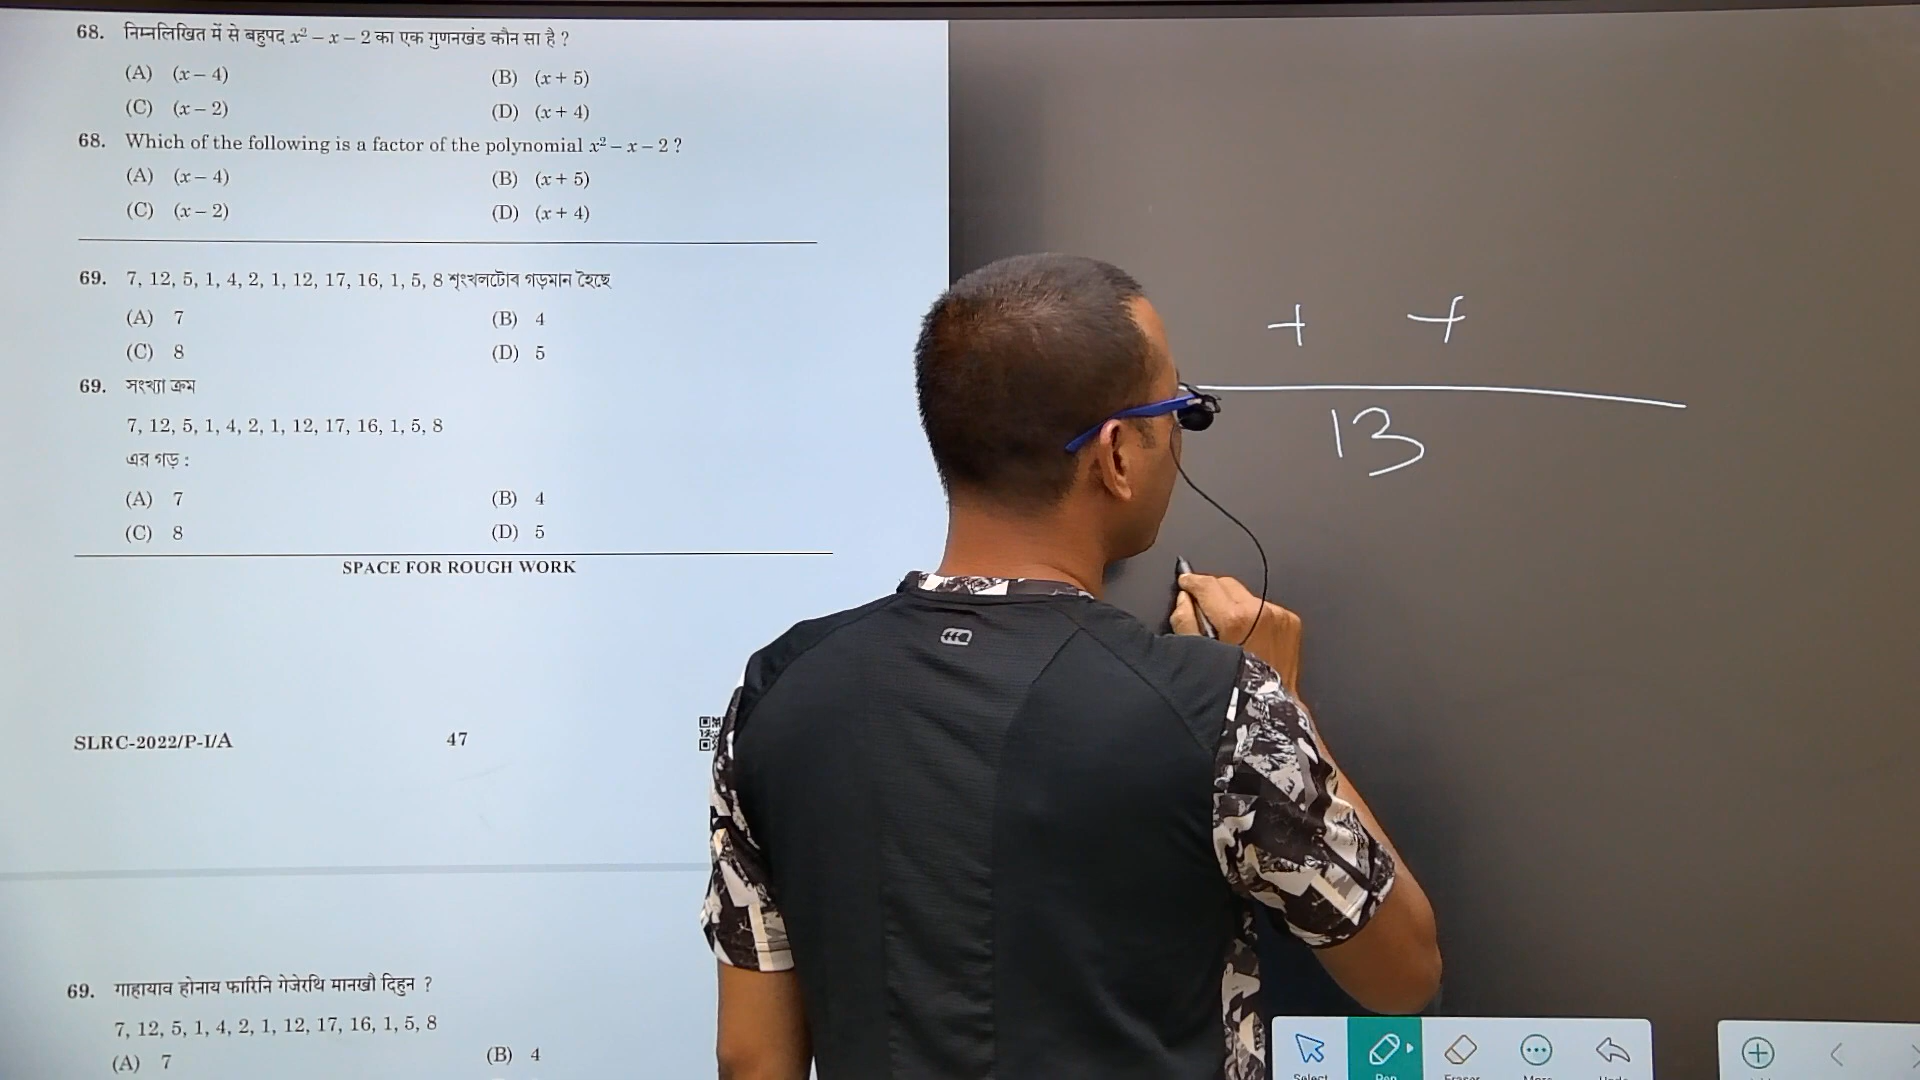 68. निम्नलिखित में से बहुपद x² – x – 2 का एक गुणनखंड कौन सा है ?
(A) (x – 4) (B) (x + 5)
(C) (x – 2) (D) (x + 4)
68. Which of the following is a factor of the polynomial x² – x – 2 ?
(A) (x – 4) (B) (x + 5)
(C) (x – 2) (D) (x + 4)
69. 7, 12, 5, 1, 4, 2, 1, 12, 17, 16, 1, 5, 8 শৃংখলটোৰ গড়মান হৈছে
(A) 7 (B) 4
(C) 8 (D) 5
69. সংখ্যা ক্রম
7, 12, 5, 1, 4, 2, 1, 12, 17, 16, 1, 5, 8
এর গড় :
(A) 7 (B) 4
(C) 8 (D) 5
SPACE FOR ROUGH WORK
SLRC-2022/P-I/A 47
69. गाहायाव होनाय फारिनि गेजेरथि मानखौ दिहुन ?
7, 12, 5, 1, 4, 2, 1, 12, 17, 16, 1, 5, 8
(A) 7 (B) 4
+ +
13
Select Pen Eraser More Undo